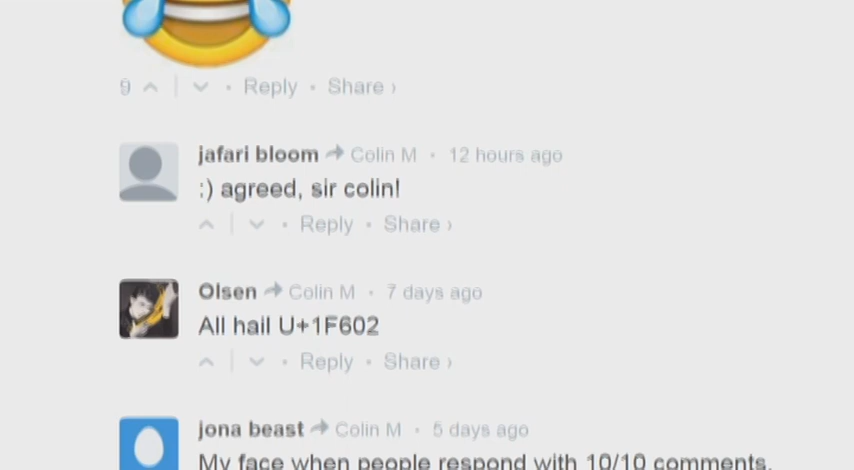 9 • Reply • Share ›
jafari bloom Colin M • 12 hours ago
:) agreed, sir colin!
• Reply • Share ›
Olsen Colin M • 7 days ago
All hail U+1F602
• Reply • Share ›
jona beast Colin M • 5 days ago
My face when people respond with 10/10 comments.